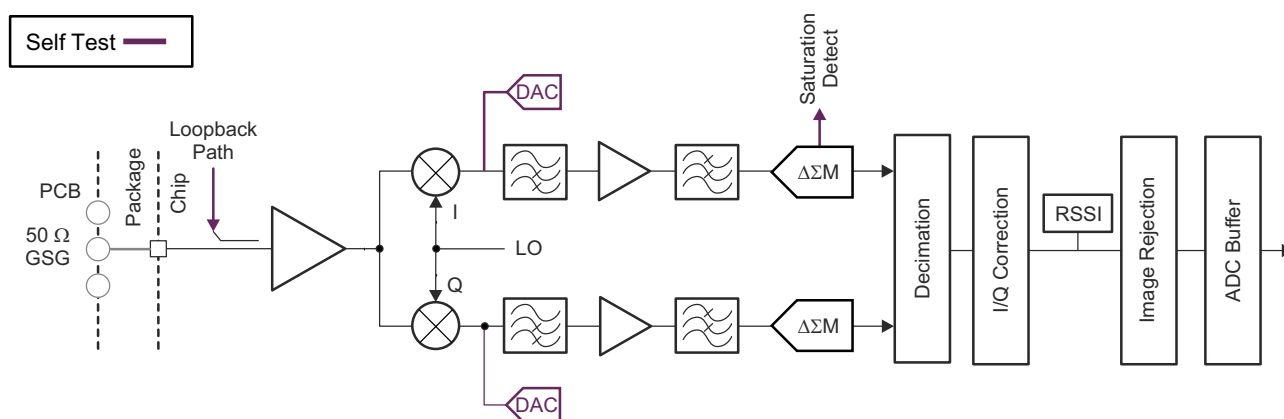 Self Test
Loopback
Path
PCB
Package
Chip
50 Ω
GSG
DAC
Saturation
Detect
I
LO
Q
ΔΣM
DAC
ΔΣM
Decimation
I/Q Correction
RSSI
Image Rejection
ADC Buffer